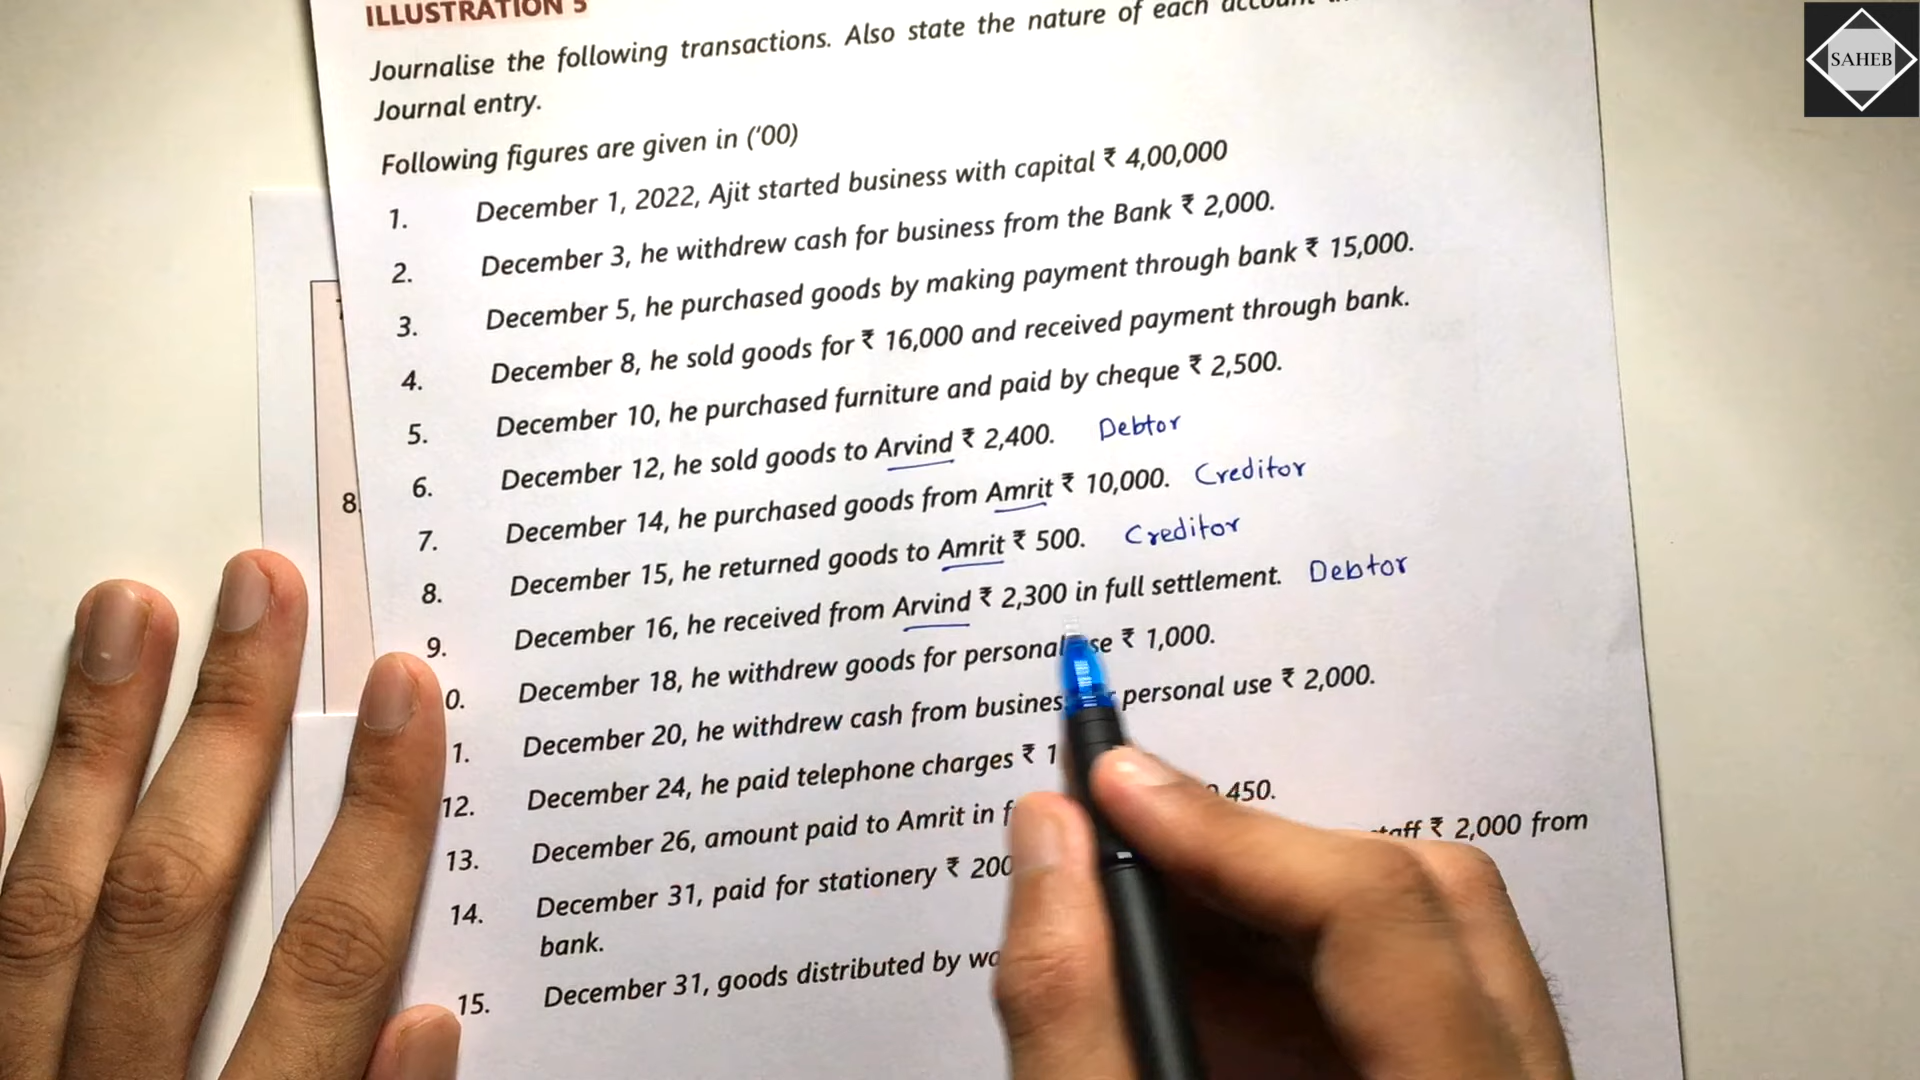 ILLUSTRATION 5
Journalise the following transactions. Also state the nature of each account
Journal entry.
Following figures are given in ('00)
1. December 1, 2022, Ajit started business with capital ₹ 4,00,000
2. December 3, he withdrew cash for business from the Bank ₹ 2,000.
3. December 5, he purchased goods by making payment through bank ₹ 15,000.
4. December 8, he sold goods for ₹ 16,000 and received payment through bank.
5. December 10, he purchased furniture and paid by cheque ₹ 2,500.
6. December 12, he sold goods to Arvind ₹ 2,400. Debtor
7. December 14, he purchased goods from Amrit ₹ 10,000. Creditor
8. December 15, he returned goods to Amrit ₹ 500. Creditor
9. December 16, he received from Arvind ₹ 2,300 in full settlement. Debtor
0. December 18, he withdrew goods for personal ₹ 1,000.
1. December 20, he withdrew cash from personal use ₹ 2,000.
12. December 24, he paid telephone charges ₹ 1
13. December 26, amount paid to Amrit in 450.
14. December 31, paid for stationery ₹ 200 ₹ 2,000 from
bank.
15. December 31, goods distributed by
8
SAHEB